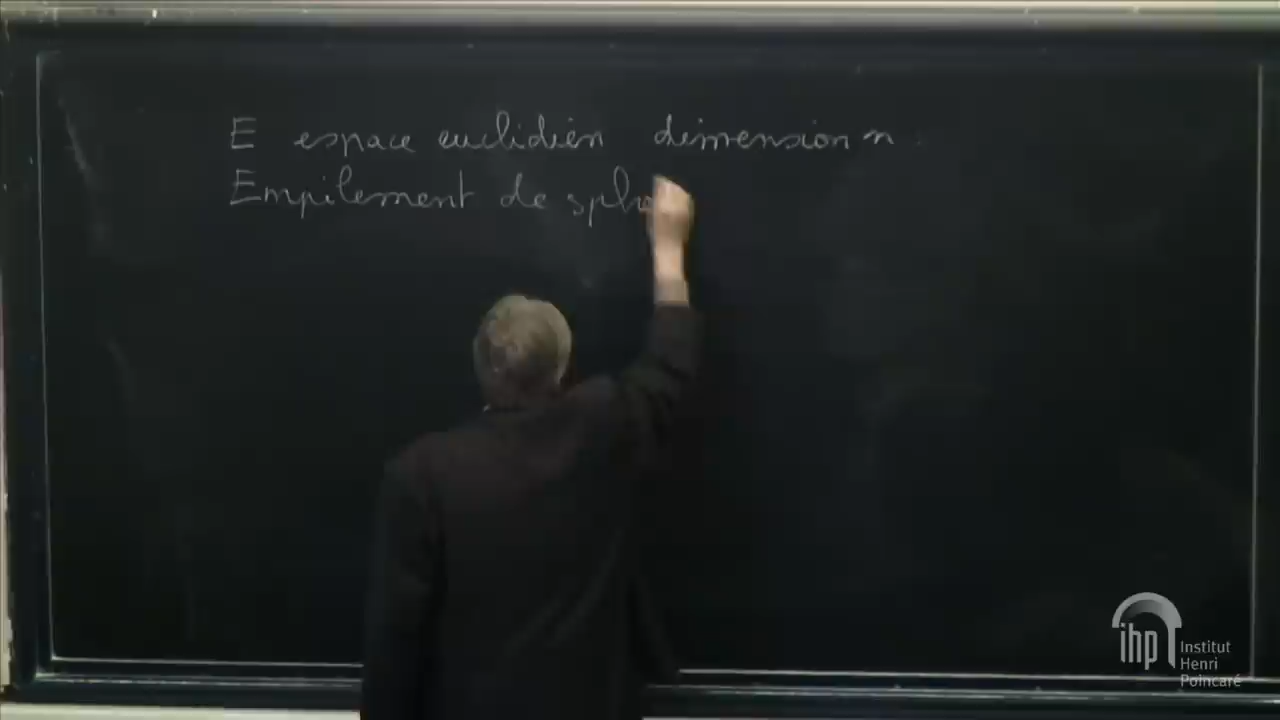 E espace euclidien dimension n.
Empilement de sph
ihp
Institut
Henri
Poincaré